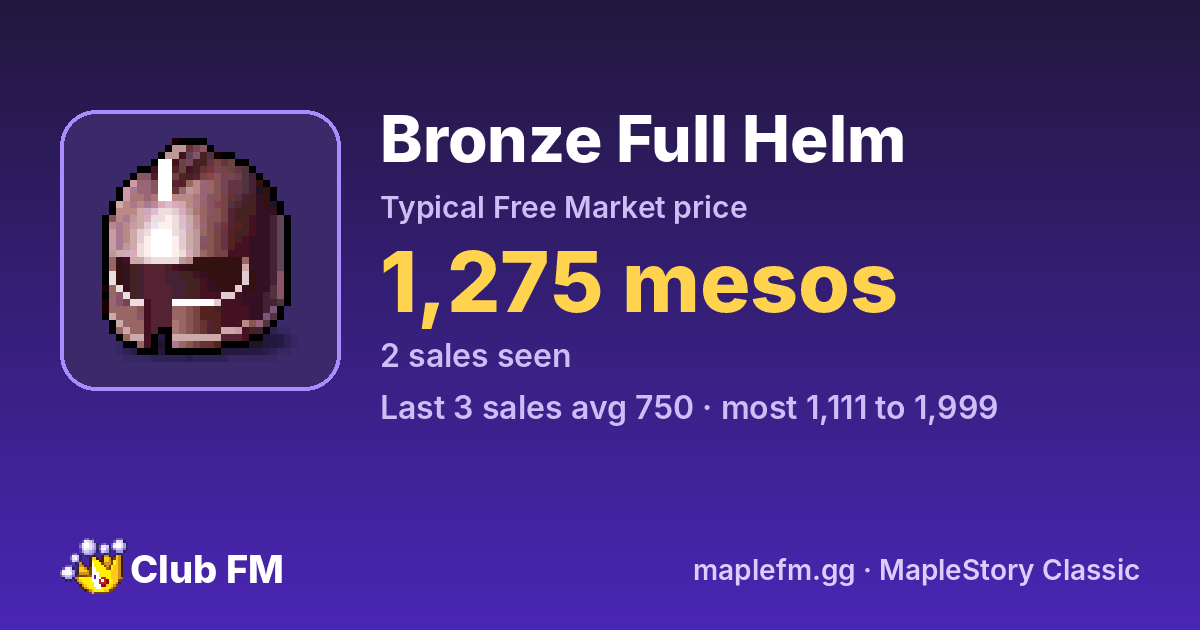 Bronze Full Helm
Typical Free Market price
1,275 mesos
2 sales seen
Last 3 sales avg 750 · most 1,111 to 1,999
Club FM
maplefm.gg · MapleStory Classic